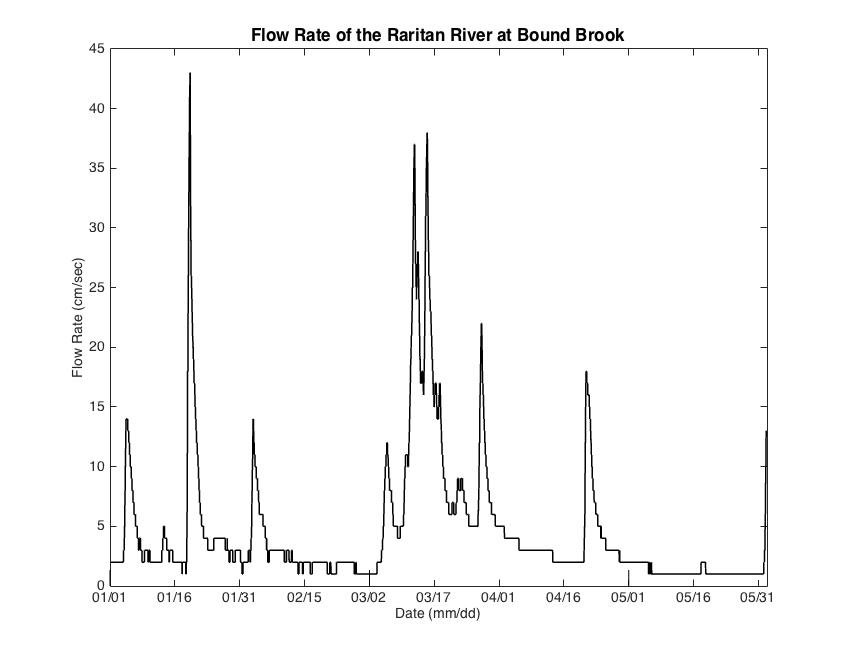 Flow Rate of the Raritan River at Bound Brook
45
40
35
30
25
20
15
10
5
0
Flow Rate (cm/sec)
01/01 01/16 01/31 02/15 03/02 03/17 04/01 04/16 05/01 05/16 05/31
Date (mm/dd)